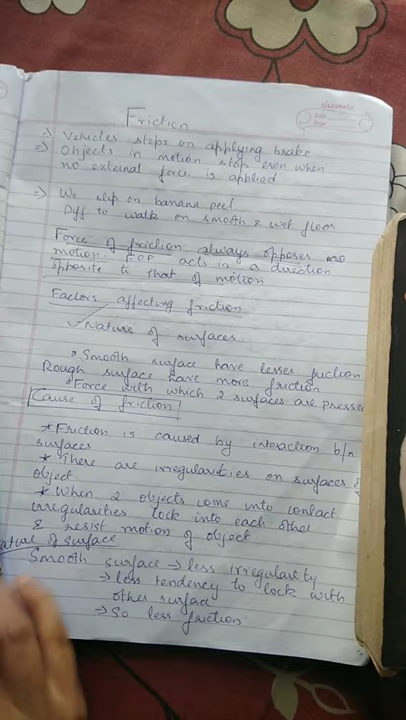 classmate
Date
Page
Friction
⇒ Vehicles stops on applying brake
⇒ Objects in motion stop even when
no external force is applied
⇒ We slip on banana peel
Diff to walk on smooth & wet floor
Force of friction always opposes mo
motion. FOF acts in a direction
opposite to that of motion
Factors affecting friction
Nature of surfaces
• Smooth surface have lesser friction
Rough surface have more friction
• Force with which 2 surfaces are pressed
Cause of friction
* Friction is caused by interaction b/n
surfaces
* There are irregularities on surfaces of
object
* When 2 objects come into contact
irregularities lock into each other
& resist motion of object
ature of surface
Smooth surface → less irregularity
→ less tendency to lock with
other surface
→ So less friction